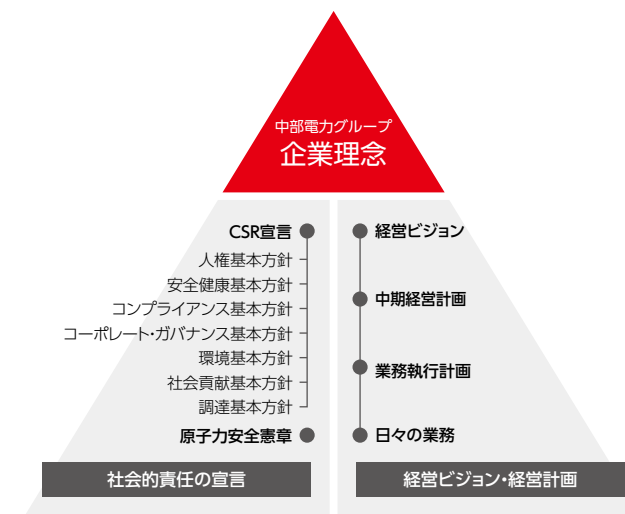 中部電力グループ
企業理念
CSR宣言
人権基本方針
安全健康基本方針
コンプライアンス基本方針
コーポレート・ガバナンス基本方針
環境基本方針
社会貢献基本方針
調達基本方針
原子力安全憲章
社会的責任の宣言
経営ビジョン
中期経営計画
業務執行計画
日々の業務
経営ビジョン・経営計画